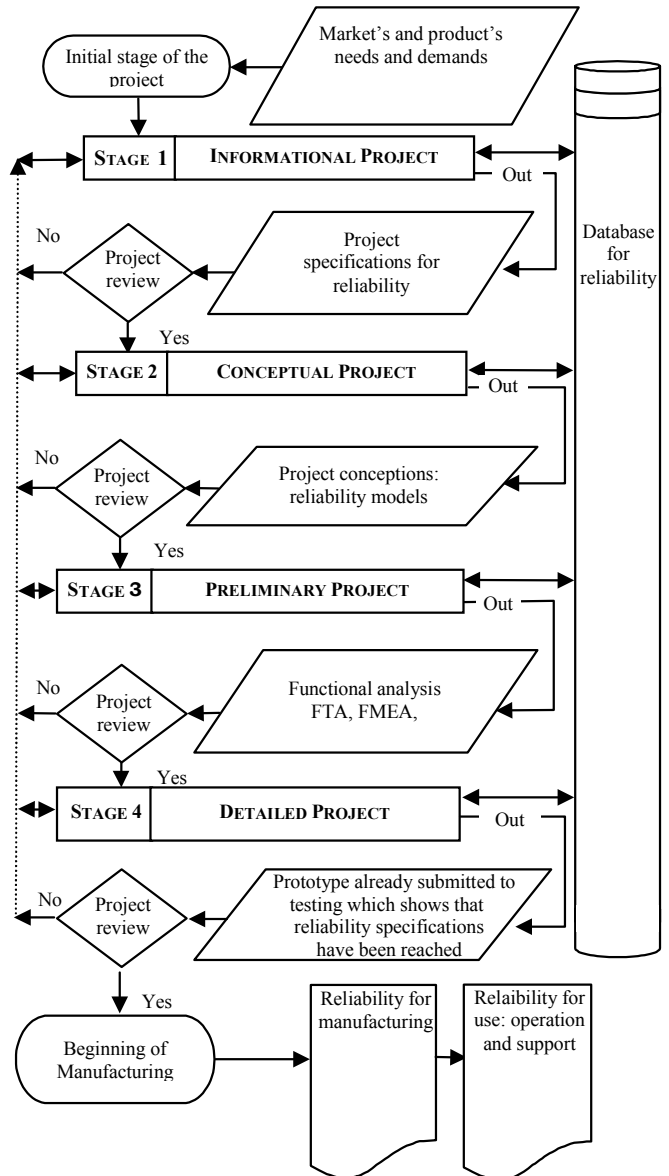 Market's and product's
needs and demands
Initial stage of the
project
STAGE 1 INFORMATIONAL PROJECT
Out
Database
for
reliability
No
Project
review
Project
specifications for
reliability
Yes
STAGE 2 CONCEPTUAL PROJECT
Out
No
Project
review
Project conceptions:
reliability models
Yes
STAGE 3 PRELIMINARY PROJECT
Out
No
Project
review
Functional analysis
FTA, FMEA,
Yes
STAGE 4 DETAILED PROJECT
Out
No
Project
review
Prototype already submitted to
testing which shows that
reliability specifications
have been reached
Yes
Beginning of
Manufacturing
Reliability for
manufacturing
Relaibility for
use: operation
and support